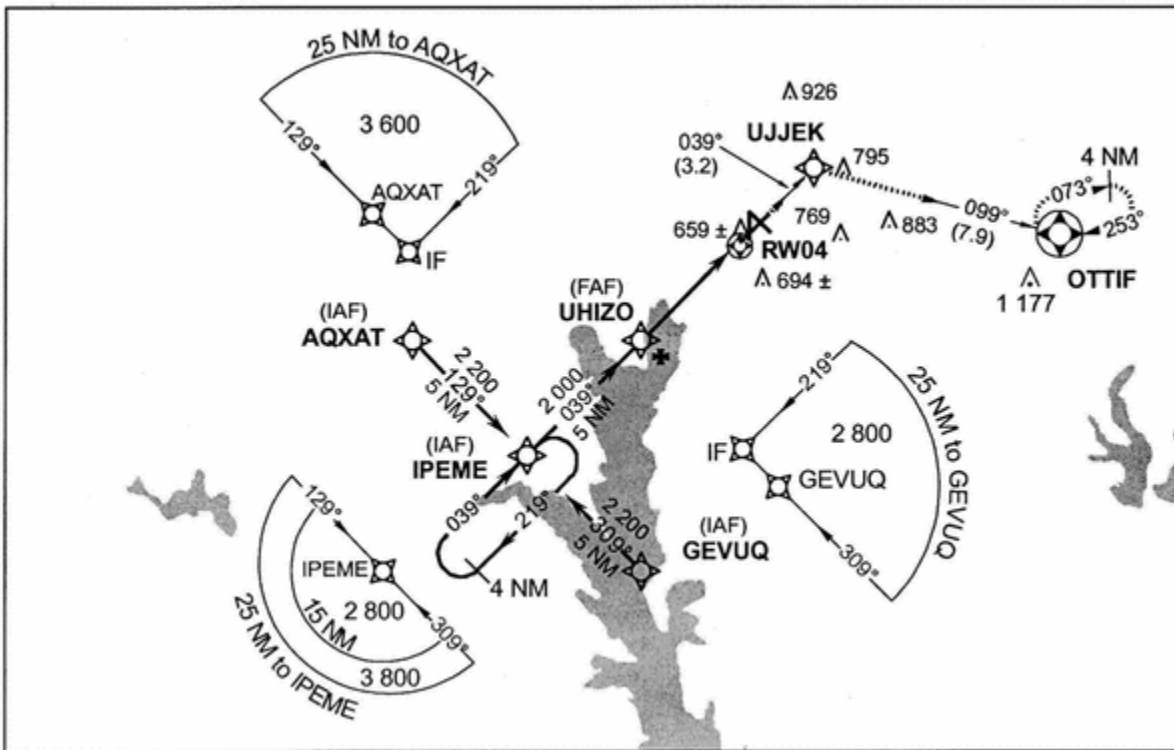 25 NM to AQXAT
3 600
129°
219°
AQXAT
IF
926
UJJEK
039°
(3.2)
795
4 NM
073°
253°
099°
(7.9)
883
769
659 ±
RW04
694 ±
OTTIF
1 177
(FAF)
UHIZO
(IAF)
AQXAT
2 200
129°
5 NM
2 000
039°
5 NM
(IAF)
IPEME
039°
219°
4 NM
2 200
309°
5 NM
(IAF)
GEVUQ
219°
25 NM to GEVUQ
2 800
IF
GEVUQ
309°
129°
IPEME
2 800
309°
15 NM
3 800
25 NM to IPEME